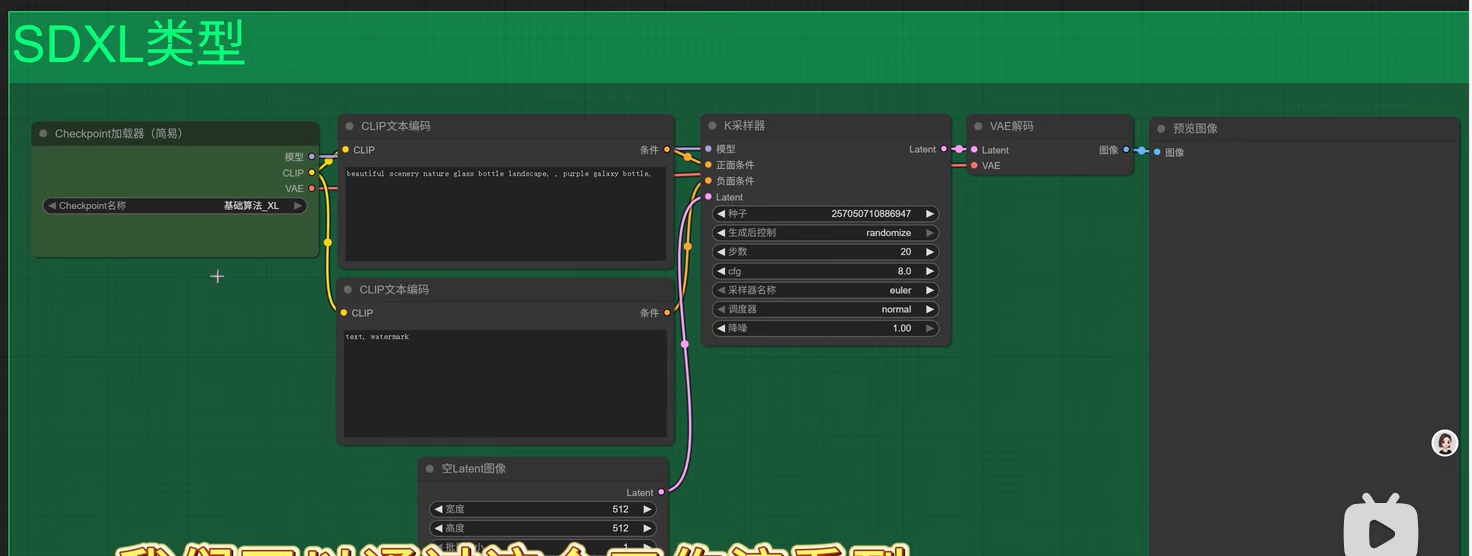 SDXL类型
Checkpoint加载器（简易）
模型
CLIP
VAE
Checkpoint名称 基础算法_XL
CLIP文本编码
CLIP 条件
beautiful scenery nature glass bottle landscape, , purple galaxy bottle,
CLIP文本编码
CLIP 条件
text, watermark
空Latent图像
Latent
宽度 512
高度 512
K采样器
模型 Latent
正面条件
负面条件
Latent
种子 257050710886947
生成后控制 randomize
步数 20
cfg 8.0
采样器名称 euler
调度器 normal
降噪 1.00
VAE解码
Latent 图像
VAE
预览图像
图像